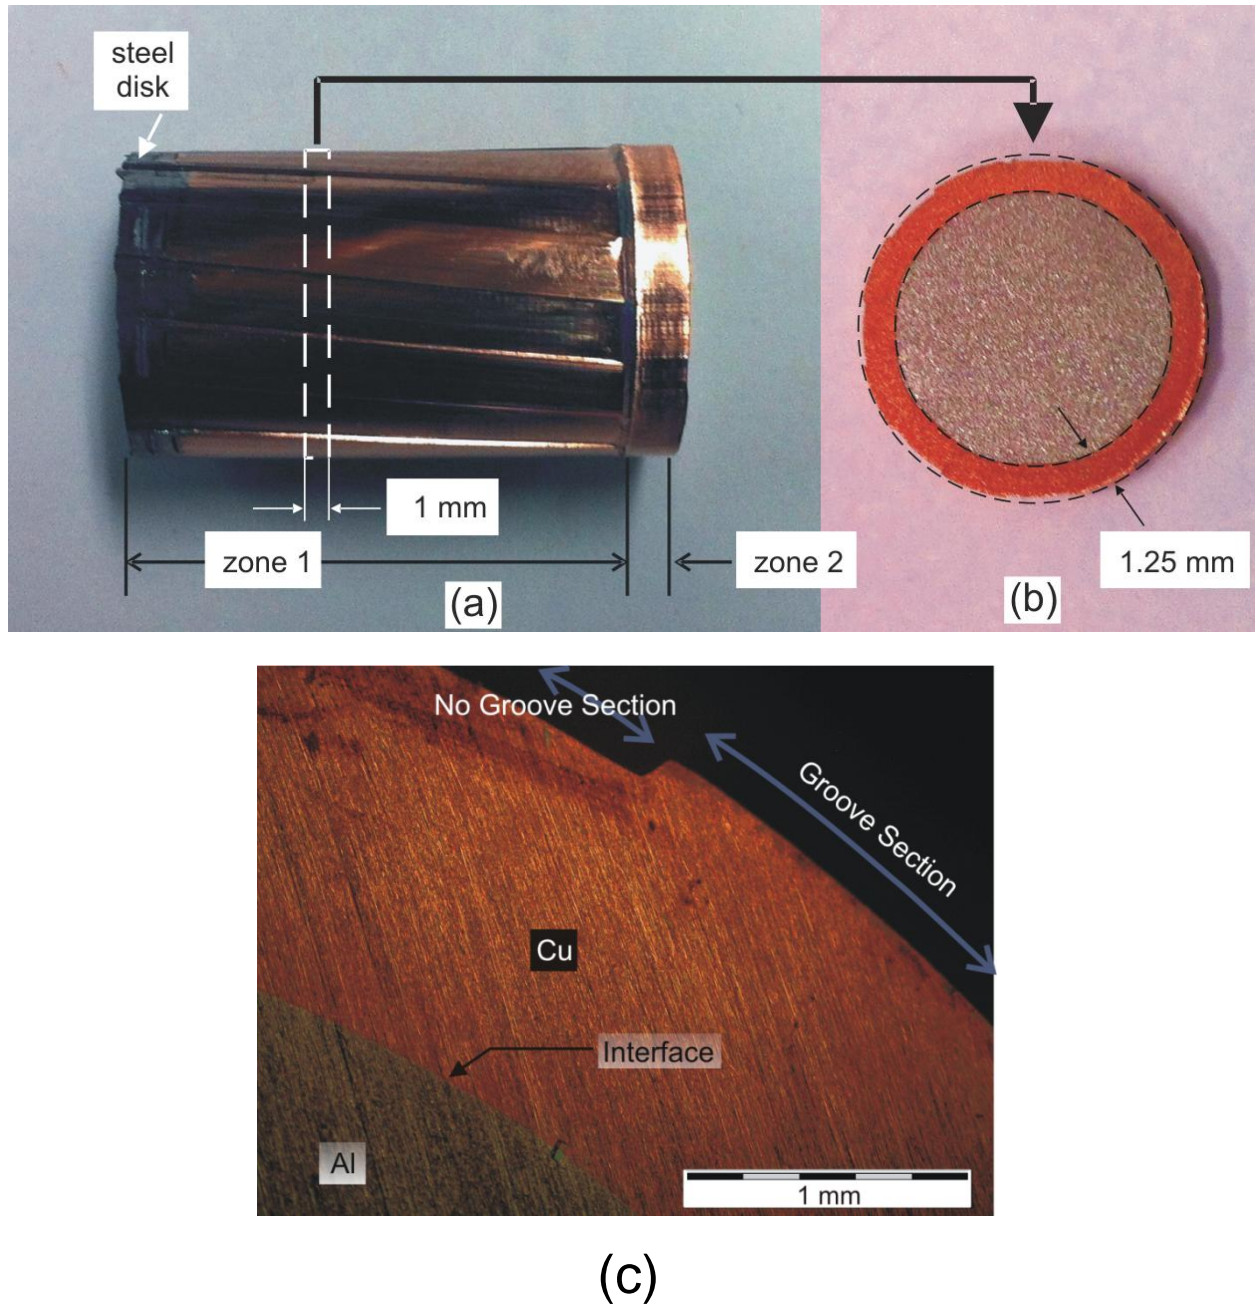 steel
disk
1 mm
zone 1
zone 2
(a)
1.25 mm
(b)
No Groove Section
Groove Section
Cu
Interface
Al
1 mm
(c)